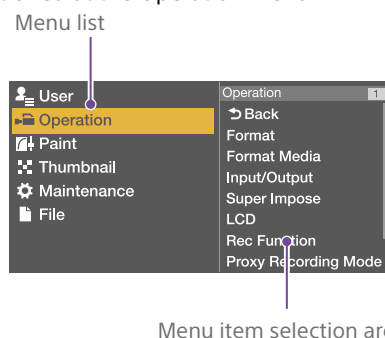 Menu list
User
Operation
Paint
Thumbnail
Maintenance
File
Operation 1
Back
Format
Format Media
Input/Output
Super Impose
LCD
Rec Function
Proxy Recording Mode
Menu item selection